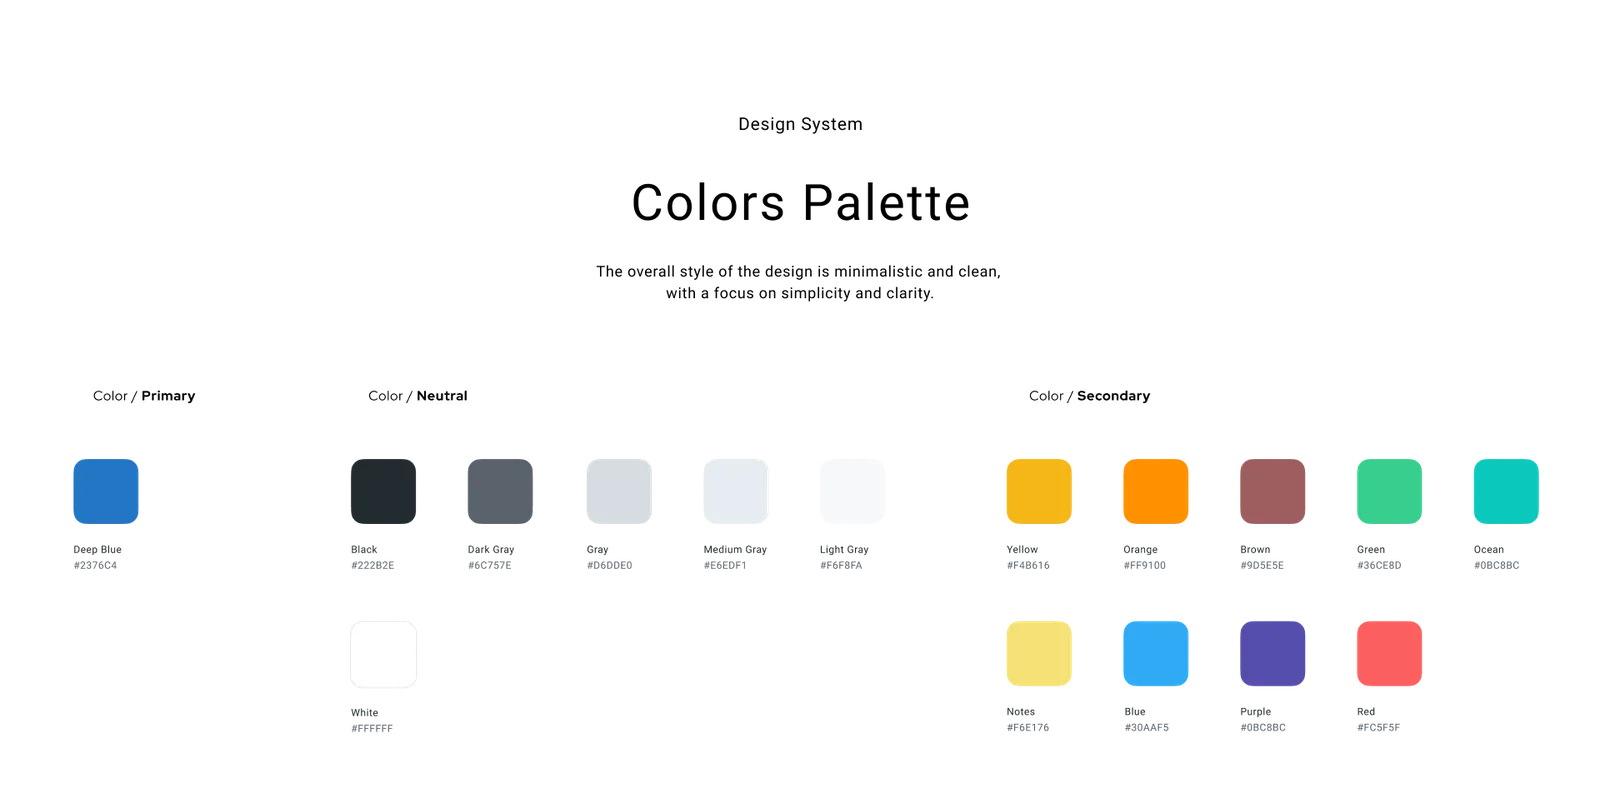 Design System
Colors Palette
The overall style of the design is minimalistic and clean,
with a focus on simplicity and clarity.
Color / Primary
Deep Blue
#2376C4
Color / Neutral
Black
#222B2E
Dark Gray
#6C757E
Gray
#D6DDE0
Medium Gray
#E6EDF1
Light Gray
#F6F8FA
White
#FFFFFF
Color / Secondary
Yellow
#F4B616
Orange
#FF9100
Brown
#9D5E5E
Green
#36CE8D
Ocean
#0BC8BC
Notes
#F6E176
Blue
#30AAF5
Purple
#0BC8BC
Red
#FC5F5F